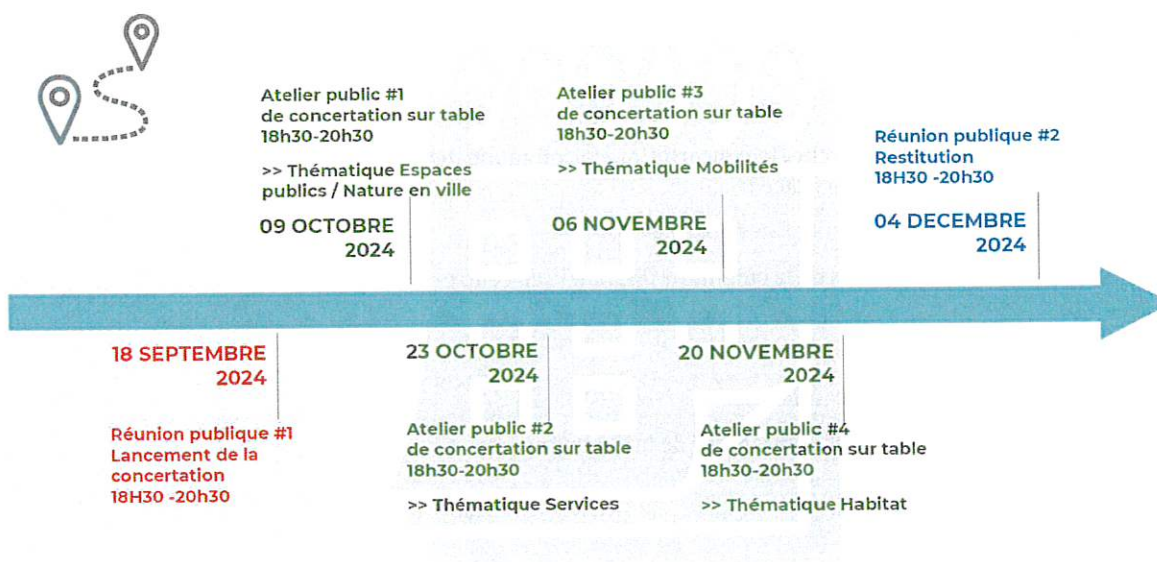 Atelier public #1
de concertation sur table
18h30-20h30
>> Thématique Espaces
publics / Nature en ville
09 OCTOBRE
2024
Atelier public #3
de concertation sur table
18h30-20h30
>> Thématique Mobilités
06 NOVEMBRE
2024
Réunion publique #2
Restitution
18H30 -20h30
04 DECEMBRE
2024
18 SEPTEMBRE
2024
Réunion publique #1
Lancement de la
concertation
18H30 -20h30
23 OCTOBRE
2024
Atelier public #2
de concertation sur table
18h30-20h30
>> Thématique Services
20 NOVEMBRE
2024
Atelier public #4
de concertation sur table
18h30-20h30
>> Thématique Habitat